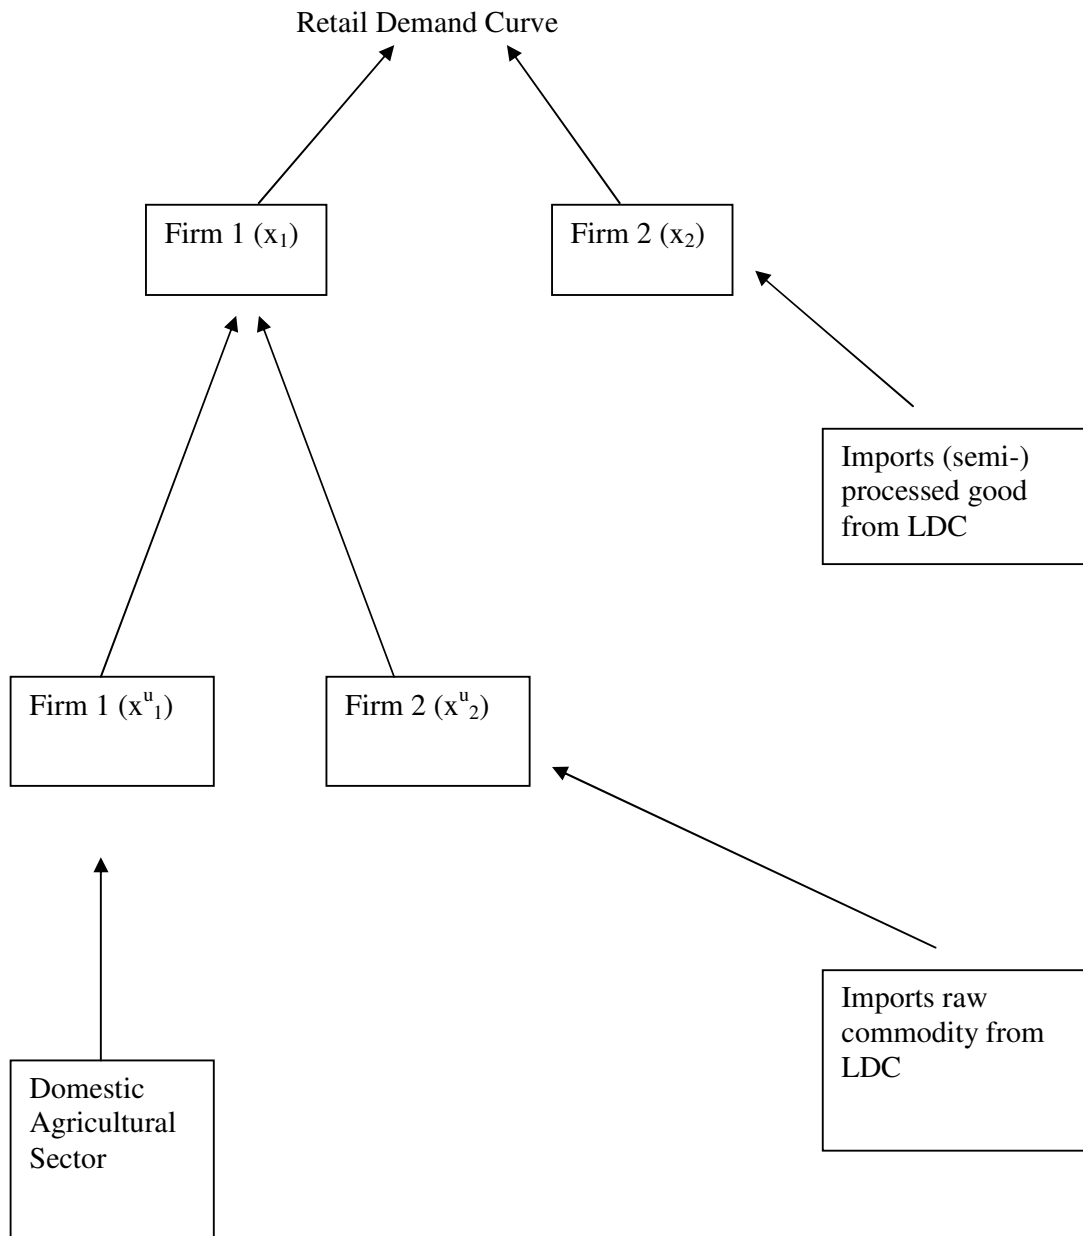 Retail Demand Curve
Firm 1 (x₁)
Firm 2 (x₂)
Imports (semi-)
processed good
from LDC
Firm 1 (xᵘ₁)
Firm 2 (xᵘ₂)
Imports raw
commodity from
LDC
Domestic
Agricultural
Sector